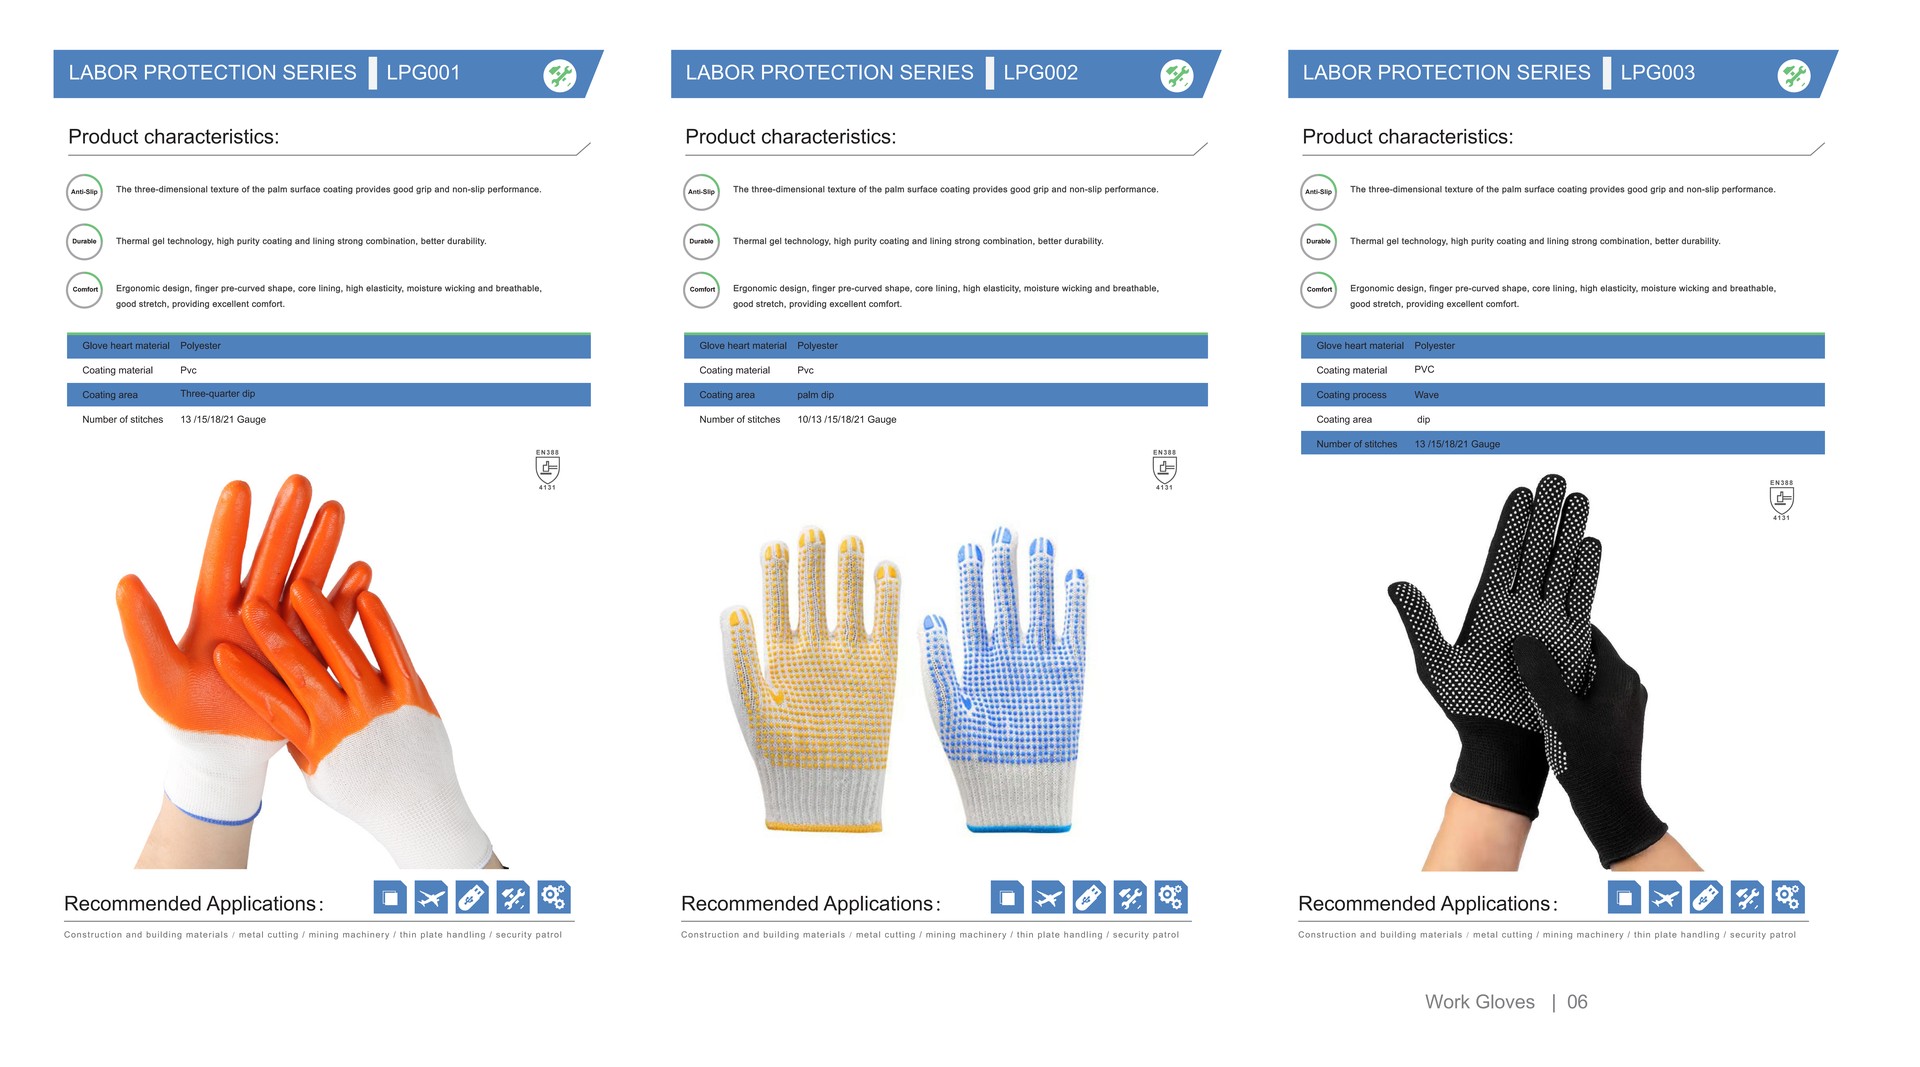 LABOR PROTECTION SERIES LPG001
Product characteristics:
Anti-Slip
The three-dimensional texture of the palm surface coating provides good grip and non-slip performance.
Durable
Thermal gel technology, high purity coating and lining strong combination, better durability.
Comfort
Ergonomic design, finger pre-curved shape, core lining, high elasticity, moisture wicking and breathable,
good stretch, providing excellent comfort.
Glove heart material Polyester
Coating material Pvc
Coating area Three-quarter dip
Number of stitches 13 /15/18/21 Gauge
EN388
4131
Recommended Applications:
Construction and building materials / metal cutting / mining machinery / thin plate handling / security patrol
LABOR PROTECTION SERIES LPG002
Product characteristics:
Anti-Slip
The three-dimensional texture of the palm surface coating provides good grip and non-slip performance.
Durable
Thermal gel technology, high purity coating and lining strong combination, better durability.
Comfort
Ergonomic design, finger pre-curved shape, core lining, high elasticity, moisture wicking and breathable,
good stretch, providing excellent comfort.
Glove heart material Polyester
Coating material Pvc
Coating area palm dip
Number of stitches 10/13 /15/18/21 Gauge
EN388
4131
Recommended Applications:
Construction and building materials / metal cutting / mining machinery / thin plate handling / security patrol
LABOR PROTECTION SERIES LPG003
Product characteristics:
Anti-Slip
The three-dimensional texture of the palm surface coating provides good grip and non-slip performance.
Durable
Thermal gel technology, high purity coating and lining strong combination, better durability.
Comfort
Ergonomic design, finger pre-curved shape, core lining, high elasticity, moisture wicking and breathable,
good stretch, providing excellent comfort.
Glove heart material Polyester
Coating material PVC
Coating process Wave
Coating area dip
Number of stitches 13 /15/18/21 Gauge
EN388
4131
Recommended Applications:
Construction and building materials / metal cutting / mining machinery / thin plate handling / security patrol
Work Gloves | 06